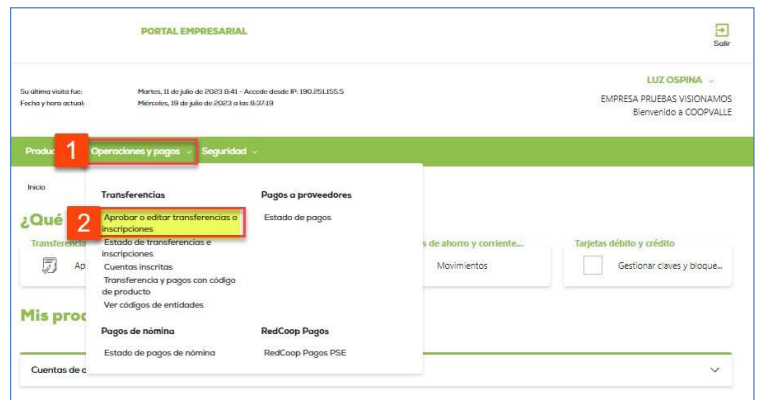 PORTAL EMPRESARIAL
Salir
LUZ OSPINA
Su última visita fue: Martes, 11 de julio de 2023 8:41 - Accede desde IP: 190.251.155.5
Fecha y hora actual: Miércoles, 19 de julio de 2023 a las 8:37:19
EMPRESA PRUEBAS VISIONAMOS
Bienvenido a COOPVALLE
Produc 1 Operaciones y pagos Seguridad
Inicio
Transferencias
Pagos a proveedores
¿Qué
2
Aprobar o editar transferencias o
inscripciones
Estado de pagos
Transferencia
Estado de transferencias e
inscripciones
s de ahorro y corriente...
Tarjetas débito y crédito
Ap
Cuentas inscritas
Movimientos
Gestionar claves y bloque...
Transferencia y pagos con código
de producto
Ver códigos de entidades
Mis prod
Pagos de nómina
RedCoop Pagos
Estado de pagos de nómina
RedCoop Pagos PSE
Cuentas de a